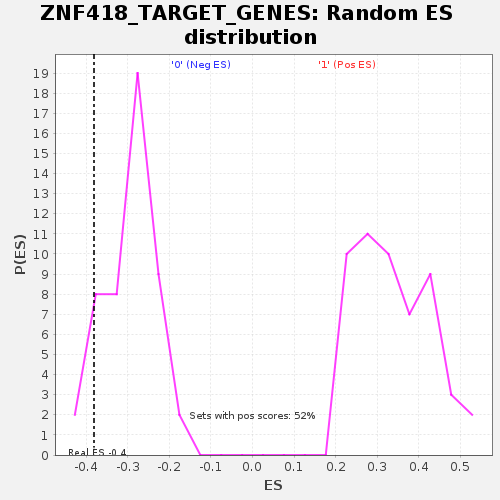 ZNF418_TARGET_GENES: Random ES
distribution
'0' (Neg ES) '1' (Pos ES)
19
18
17
16
15
14
13
12
11
10
9
8
7
6
5
4
3
2
1
0
P(ES)
Sets with pos scores: 52%
Real ES -0.4
-0.4 -0.3 -0.2 -0.1 0.0 0.1 0.2 0.3 0.4 0.5
ES